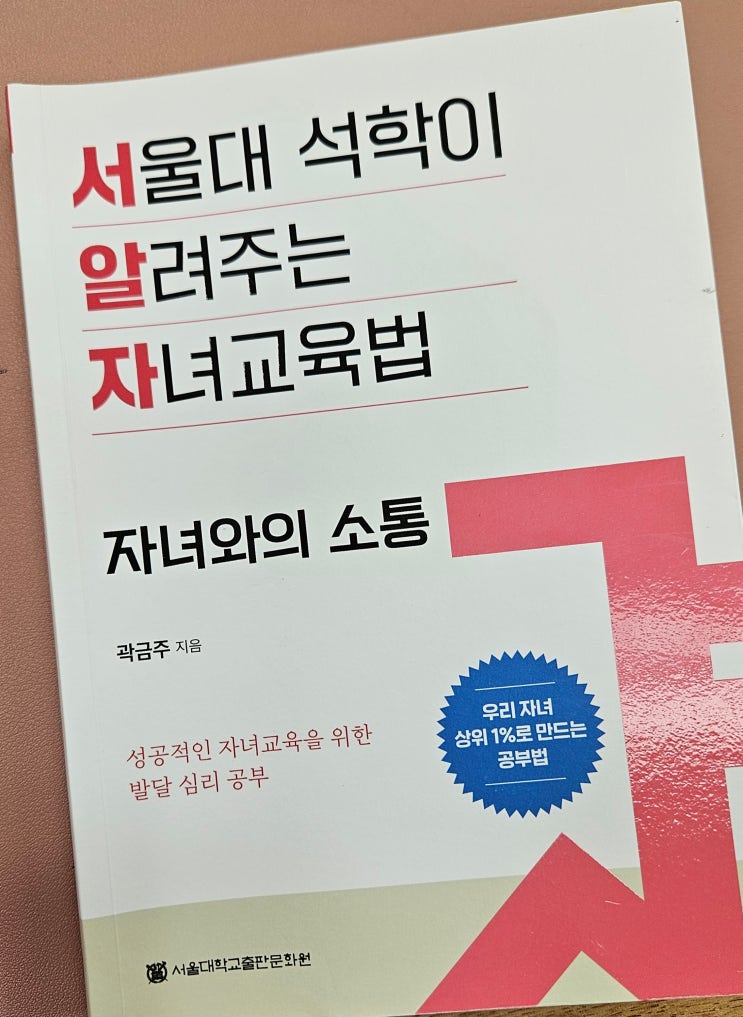 서울대 석학이
알려주는
자녀교육법
자녀와의 소통
곽금주 지음
우리 자녀
상위 1%로 만드는
공부법
성공적인 자녀교육을 위한
발달 심리 공부
서울대학교출판문화원